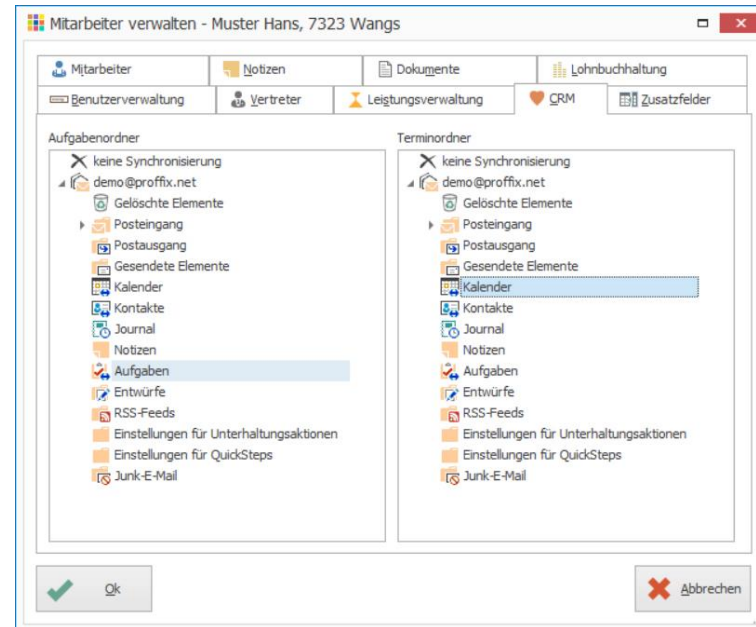 Mitarbeiter verwalten - Muster Hans, 7323 Wangs
Mitarbeiter Notizen Dokumente Lohnbuchhaltung
Benutzerverwaltung Vertreter Leistungsverwaltung CRM Zusatzfelder
Aufgabenordner Terminordner
keine Synchronisierung keine Synchronisierung
demo@proffix.net demo@proffix.net
Gelöschte Elemente Gelöschte Elemente
Posteingang Posteingang
Postausgang Postausgang
Gesendete Elemente Gesendete Elemente
Kalender Kalender
Kontakte Kontakte
Journal Journal
Notizen Notizen
Aufgaben Aufgaben
Entwürfe Entwürfe
RSS-Feeds RSS-Feeds
Einstellungen für Unterhaltungsaktionen Einstellungen für Unterhaltungsaktionen
Einstellungen für QuickSteps Einstellungen für QuickSteps
Junk-E-Mail Junk-E-Mail
Ok Abbrechen